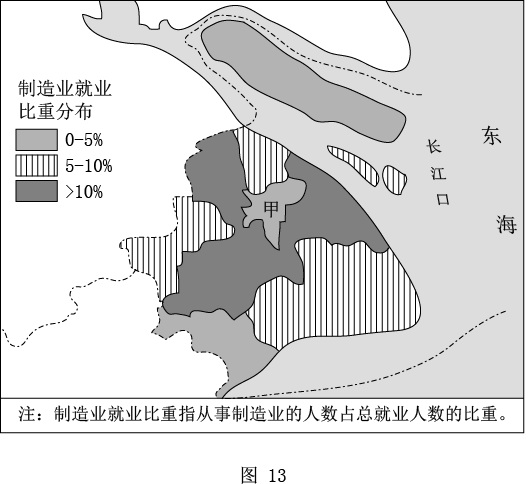 制造业就业
比重分布
0-5%
5-10%
>10%
甲
长江口
东海
注：制造业就业比重指从事制造业的人数占总就业人数的比重。
图 13